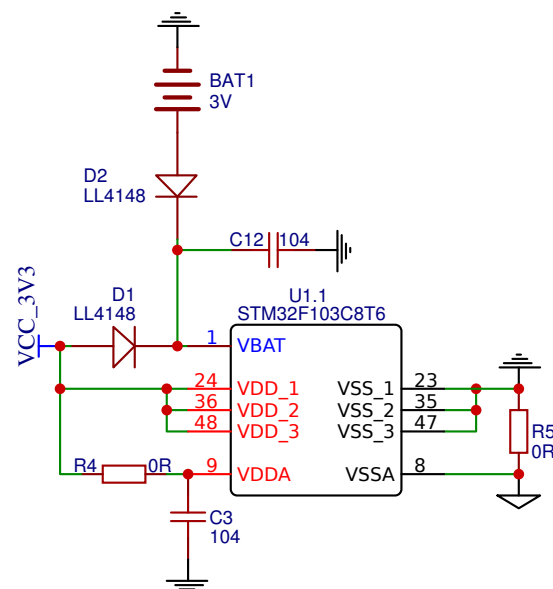 BAT1
3V
D2
LL4148
C12 104
VCC_3V3
D1
LL4148
U1.1
STM32F103C8T6
1 VBAT
24 VDD_1
36 VDD_2
48 VDD_3
9 VDDA
VSS_1 23
VSS_2 35
VSS_3 47
VSSA 8
R5
0R
R4 0R
C3
104